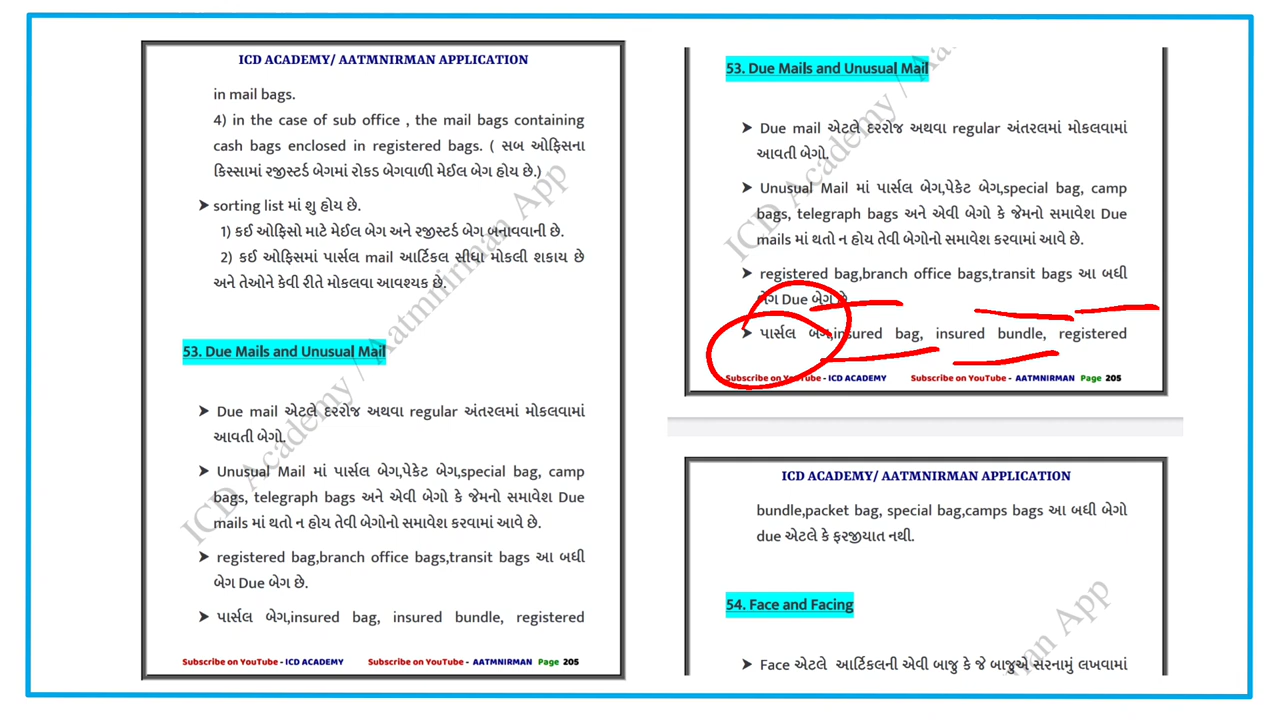 ICD ACADEMY/ AATMNIRMAN APPLICATION
in mail bags.
4) in the case of sub office , the mail bags containing
cash bags enclosed in registered bags. ( સબ ઓફિસના
કિસ્સામાં રજીસ્ટર્ડ બેગમાં રોકડ બેગવાળી મેઈલ બેગ હોય છે.)
➤ sorting list માં શુ હોય છે.
1) કઈ ઓફિસો માટે મેઈલ બેગ અને રજીસ્ટર્ડ બેગ બનાવવાની છે.
2) કઈ ઓફિસમાં પાર્સલ mail આર્ટિકલ સીધા મોકલી શકાય છે
અને તેઓને કેવી રીતે મોકલવા આવશ્યક છે.
53. Due Mails and Unusual Mail
➤ Due mail એટલે દરરોજ અથવા regular અંતરલમાં મોકલવામાં
આવતી બેગો.
➤ Unusual Mail માં પાર્સલ બેગ,પેકેટ બેગ,special bag, camp
bags, telegraph bags અને એવી બેગો કે જેમનો સમાવેશ Due
mails માં થતો ન હોય તેવી બેગોનો સમાવેશ કરવામાં આવે છે.
➤ registered bag,branch office bags,transit bags આ બધી
બેગ Due બેગ છે.
➤ પાર્સલ બેગ,insured bag, insured bundle, registered
Subscribe on YouTube - ICD ACADEMY Subscribe on YouTube - AATMNIRMAN Page 205
ICD Academy / Aatmnirman App
53. Due Mails and Unusual Mail
➤ Due mail એટલે દરરોજ અથવા regular અંતરલમાં મોકલવામાં
આવતી બેગો.
➤ Unusual Mail માં પાર્સલ બેગ,પેકેટ બેગ,special bag, camp
bags, telegraph bags અને એવી બેગો કે જેમનો સમાવેશ Due
mails માં થતો ન હોય તેવી બેગોનો સમાવેશ કરવામાં આવે છે.
➤ registered bag,branch office bags,transit bags આ બધી
બેગ Due બેગ છે.
➤ પાર્સલ બેગ,insured bag, insured bundle, registered
Subscribe on YouTube - ICD ACADEMY Subscribe on YouTube - AATMNIRMAN Page 205
ICD Academy / Aa
ICD ACADEMY/ AATMNIRMAN APPLICATION
bundle,packet bag, special bag,camps bags આ બધી બેગો
due એટલે કે ફરજીયાત નથી.
54. Face and Facing
➤ Face એટલે આર્ટિકલની એવી બાજુ કે જે બાજુએ સરનામું લખવામાં
man App